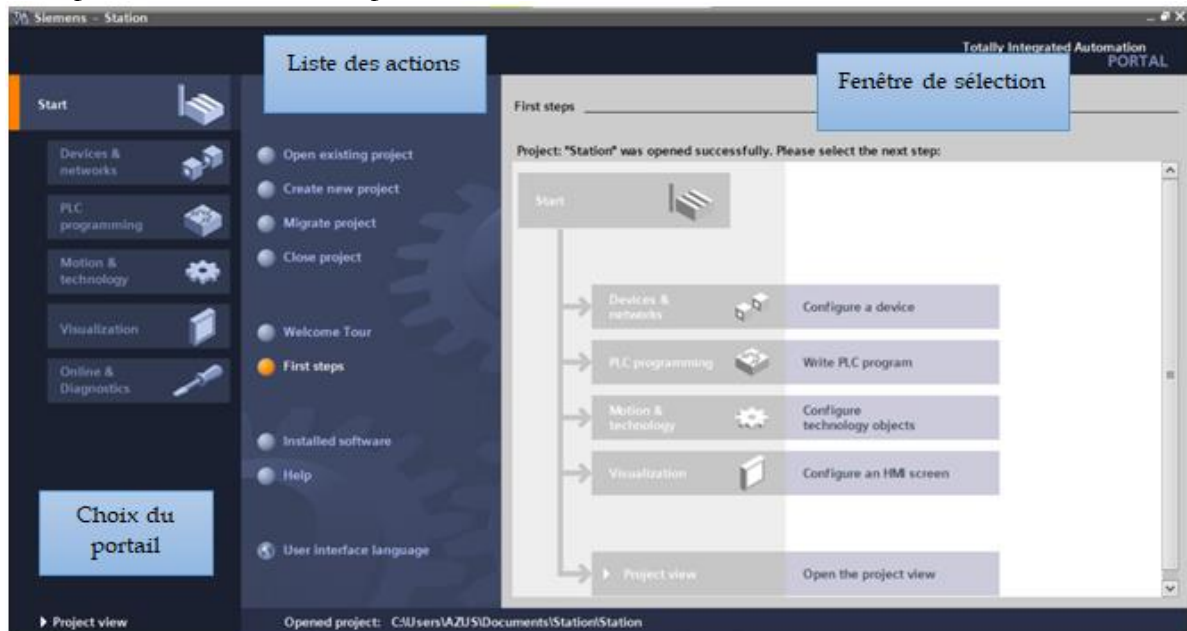 Siemens - Station
Totally Integrated Automation
PORTAL
Liste des actions
Fenêtre de sélection
Start
Devices &
networks
PLC
programming
Motion &
technology
Visualization
Online &
Diagnostics
Choix du
portail
Project view
Open existing project
Create new project
Migrate project
Close project
Welcome Tour
First steps
Installed software
Help
User interface language
First steps
Project: "Station" was opened successfully. Please select the next step:
Start
Devices &
networks
Configure a device
PLC programming
Write PLC program
Motion &
technology
Configure
technology objects
Visualization
Configure an HMI screen
Project view
Open the project view
Opened project: C:\Users\AZUS\Documents\Station\Station